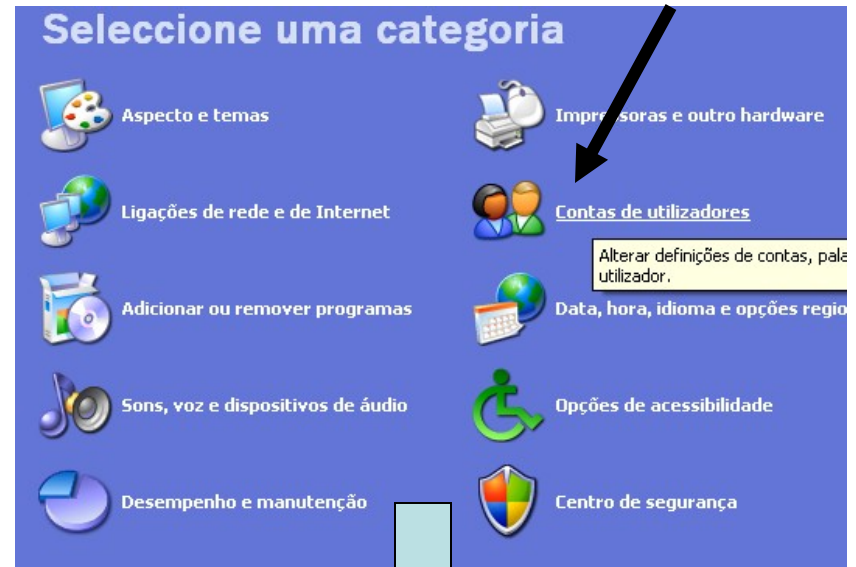 Seleccione uma categoria
Aspecto e temas
Impressoras e outro hardware
Ligações de rede e de Internet
Contas de utilizadores
Alterar definições de contas, pala
utilizador.
Adicionar ou remover programas
Data, hora, idioma e opções regio
Sons, voz e dispositivos de áudio
Opções de acessibilidade
Desempenho e manutenção
Centro de segurança